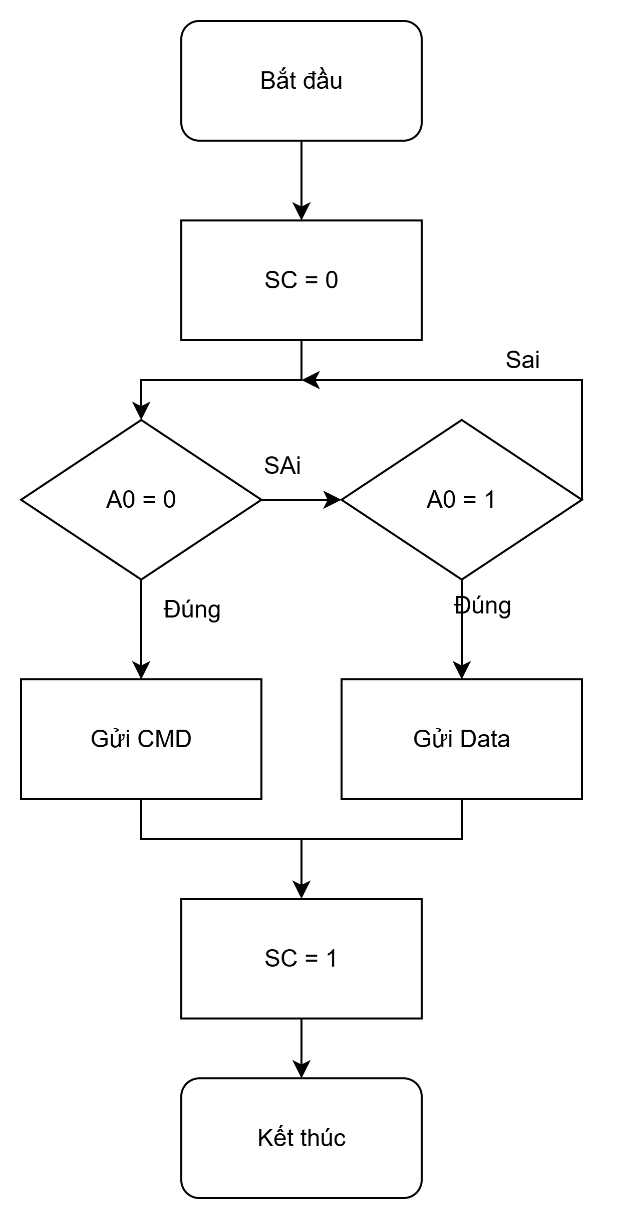 Bắt đầu
SC = 0
Sai
SAi
A0 = 0
A0 = 1
Đúng
Đúng
Gửi CMD
Gửi Data
SC = 1
Kết thúc